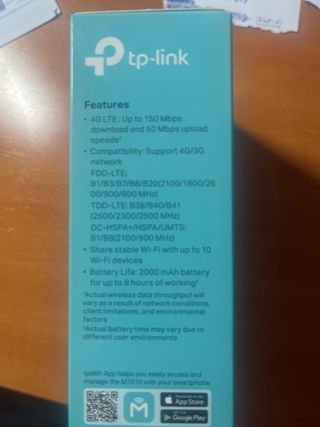 tp-link
Features
• 4G LTE: Up to 150 Mbps
download and 50 Mbps upload
speeds¹
• Compatibility: Support 4G/3G
network
FDD-LTE:
B1/B3/B7/B8/B20(2100/1800/26
00/900/800 MHz)
TDD-LTE: B38/B40/B41
(2600/2300/2500 MHz)
DC-HSPA+/HSPA/UMTS:
B1/B8(2100/900 MHz)
• Share stable Wi-Fi with up to 10
Wi-Fi devices
• Battery Life: 2000 mAh battery
for up to 8 hours of working²
¹Actual wireless data throughput will
vary as a result of network conditions,
client limitations, and environmental
factors
²Actual battery time may vary due to
different user environments
tpMiFi App helps you easily access and
manage the M7010 with your smartphone.
M
Download on the
App Store
Google Play